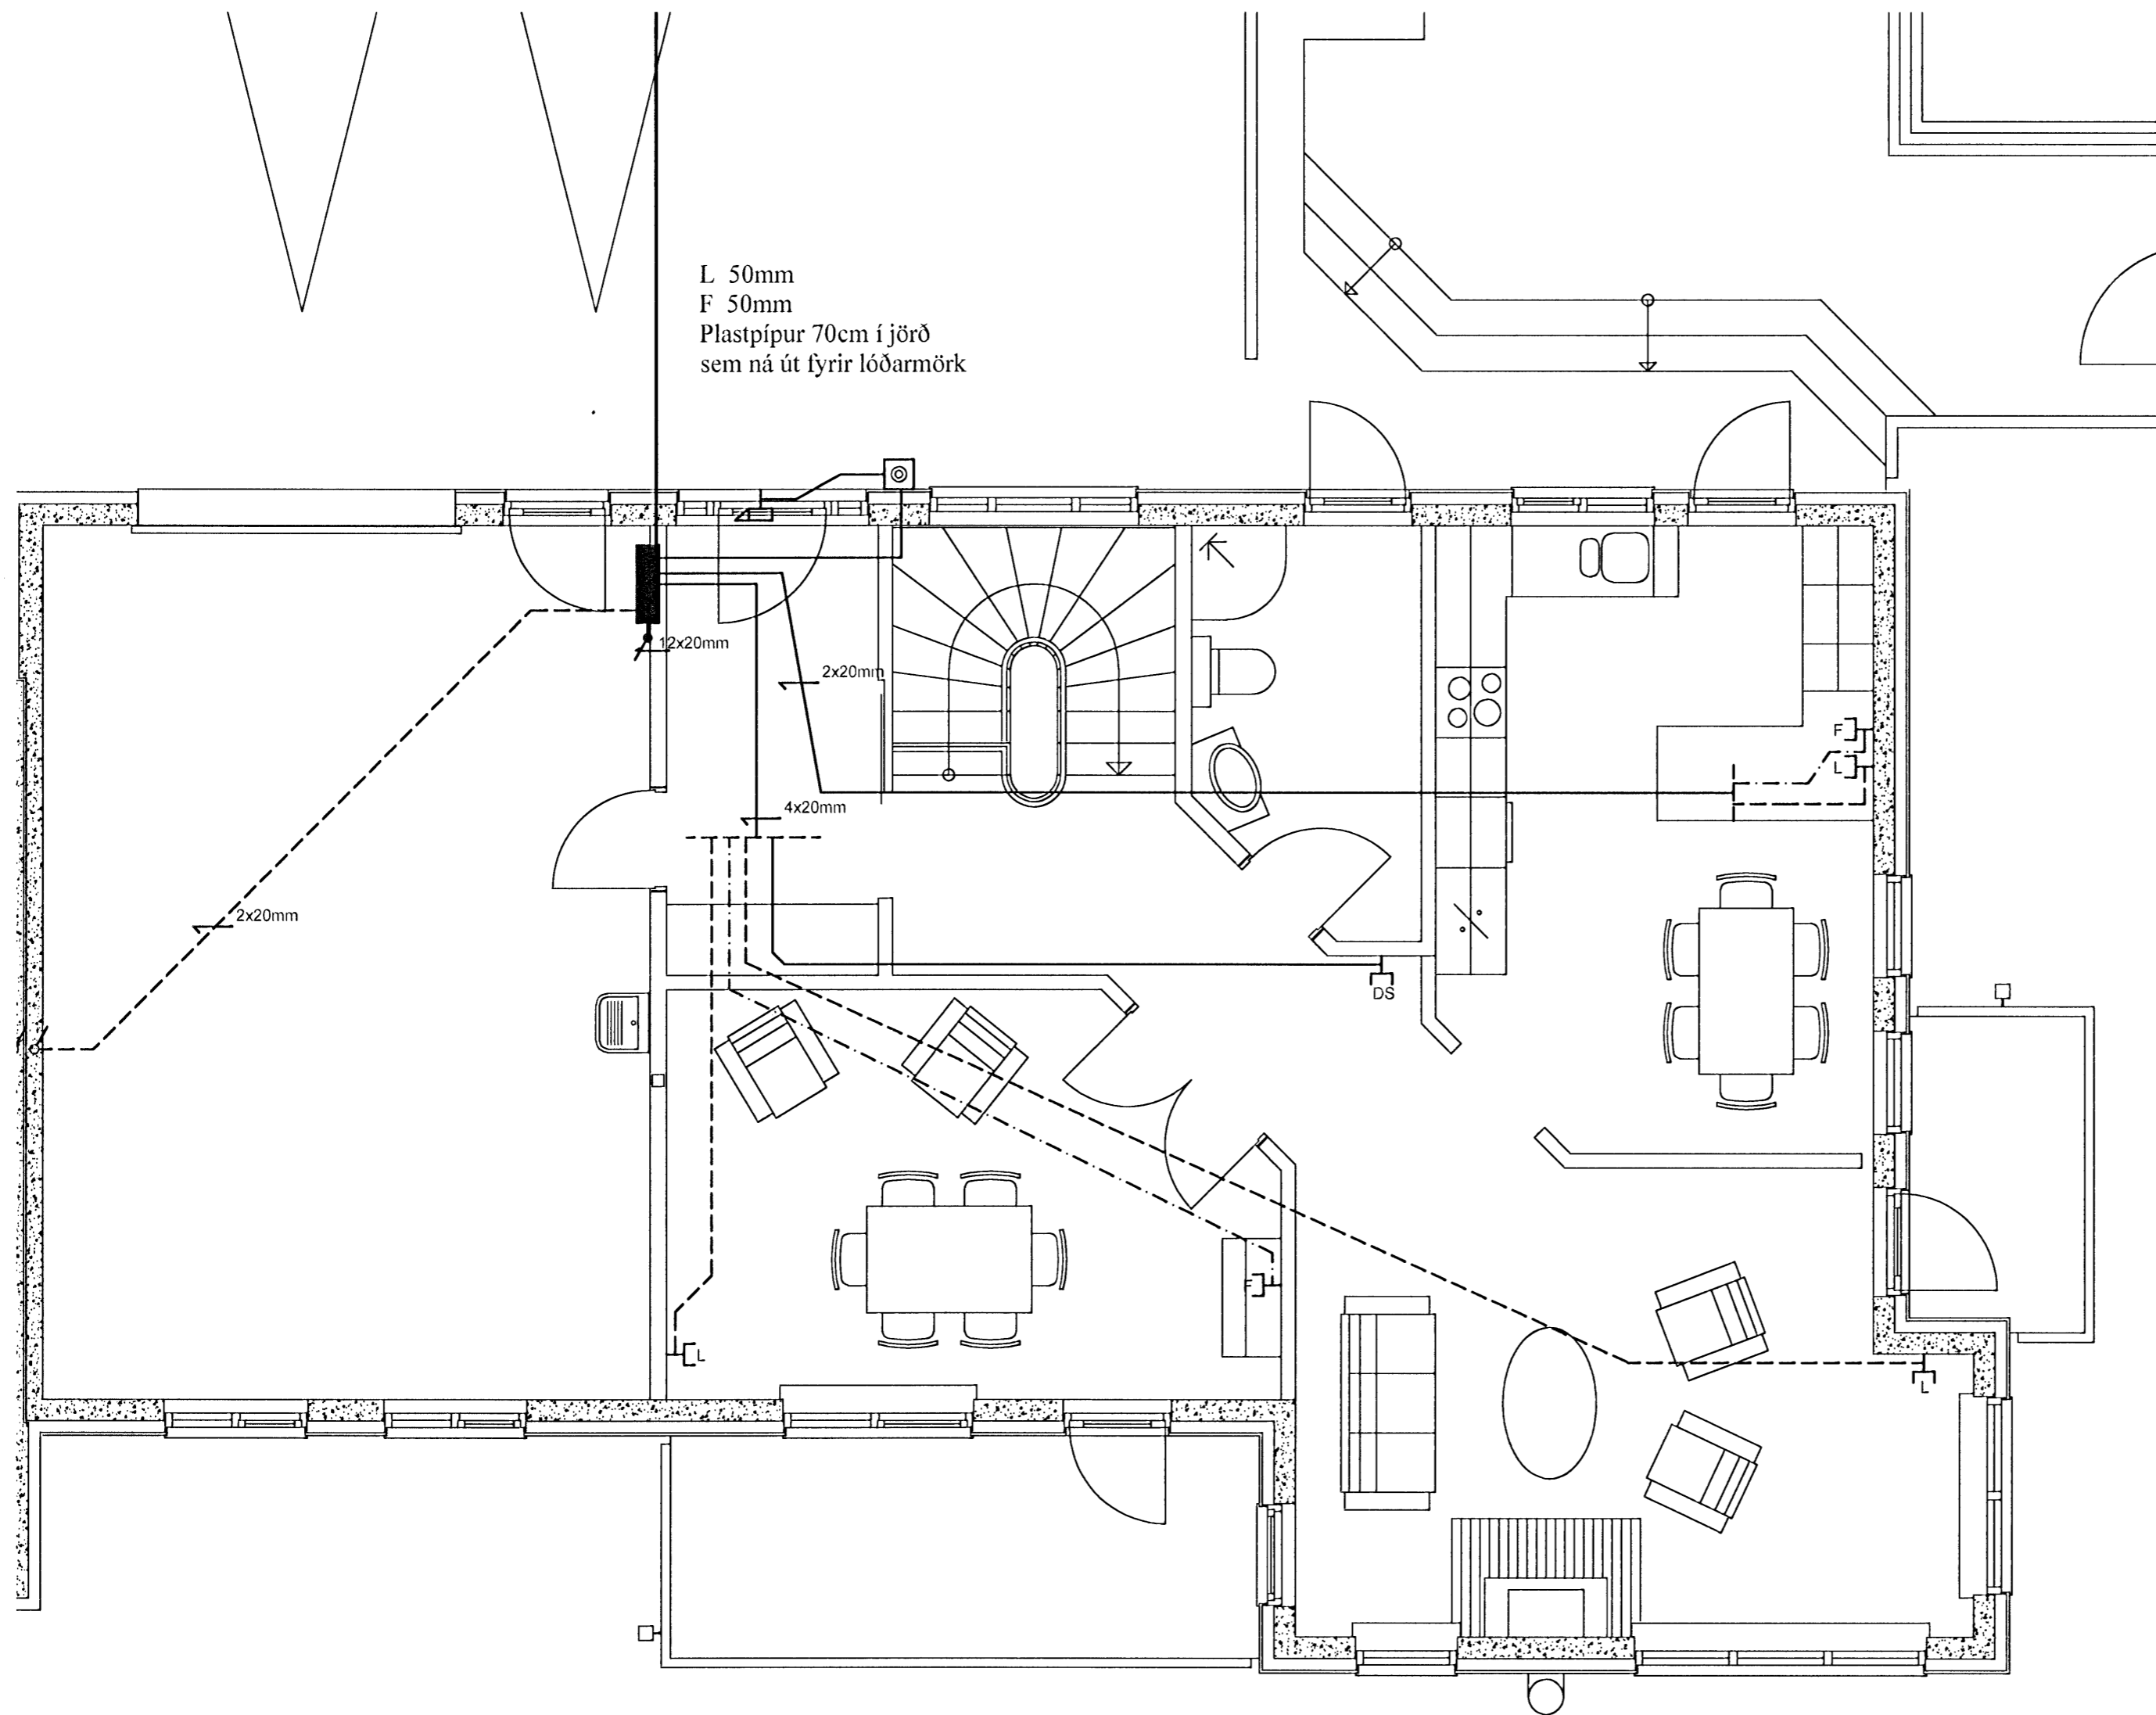 L 50mm
F 50mm
Plastpípur 70cm í jörð
sem ná út fyrir lóðarmörk
12x20mm
2x20mm
F
L
4x20mm
2x20mm
DS
F
L
L